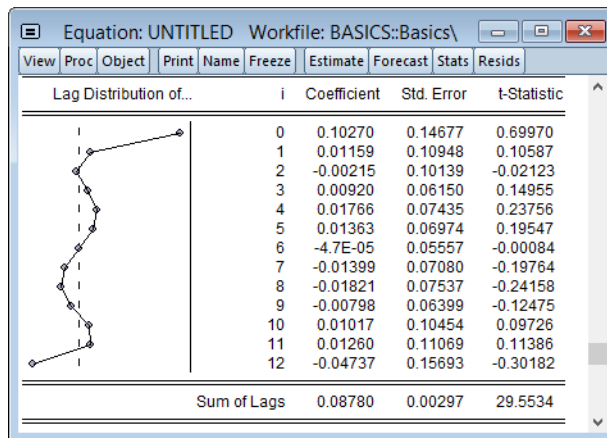 Equation: UNTITLED Workfile: BASICS::Basics\
View Proc Object Print Name Freeze Estimate Forecast Stats Resids
Lag Distribution of... i Coefficient Std. Error t-Statistic
0 0.10270 0.14677 0.69970
1 0.01159 0.10948 0.10587
2 -0.00215 0.10139 -0.02123
3 0.00920 0.06150 0.14955
4 0.01766 0.07435 0.23756
5 0.01363 0.06974 0.19547
6 -4.7E-05 0.05557 -0.00084
7 -0.01399 0.07080 -0.19764
8 -0.01821 0.07537 -0.24158
9 -0.00798 0.06399 -0.12475
10 0.01017 0.10454 0.09726
11 0.01260 0.11069 0.11386
12 -0.04737 0.15693 -0.30182
Sum of Lags 0.08780 0.00297 29.5534